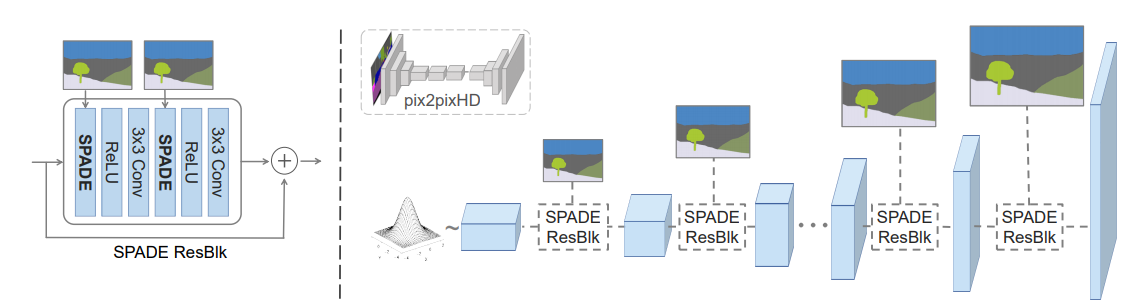 SPADE
ReLU
3x3 Conv
SPADE
ReLU
3x3 Conv
+
SPADE ResBlk
pix2pixHD
~
SPADE
ResBlk
SPADE
ResBlk
...
SPADE
ResBlk
SPADE
ResBlk